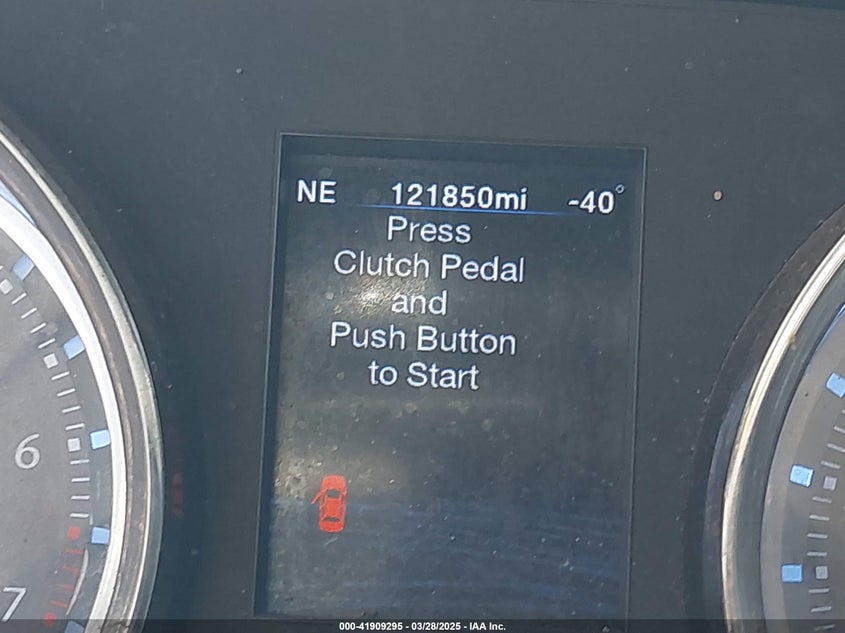 NE 121850mi -40°
Press
Clutch Pedal
and
Push Button
to Start
6
7
000-41909295 - 03/28/2025 - IAA Inc.